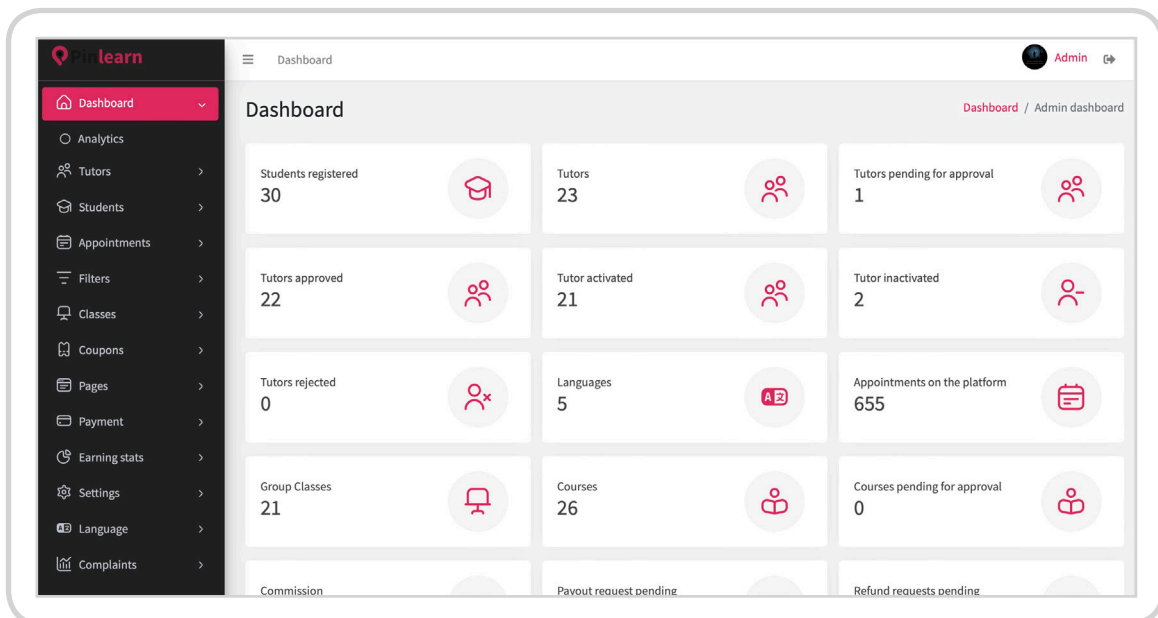 Pinlearn
Dashboard
Admin
Dashboard
Analytics
Tutors
Students
Appointments
Filters
Classes
Coupons
Pages
Payment
Earning stats
Settings
Language
Complaints
Dashboard
Dashboard / Admin dashboard
Students registered
30
Tutors
23
Tutors pending for approval
1
Tutors approved
22
Tutor activated
21
Tutor inactivated
2
Tutors rejected
0
Languages
5
Appointments on the platform
655
Group Classes
21
Courses
26
Courses pending for approval
0
Commission
Payout request pending
Refund requests pending